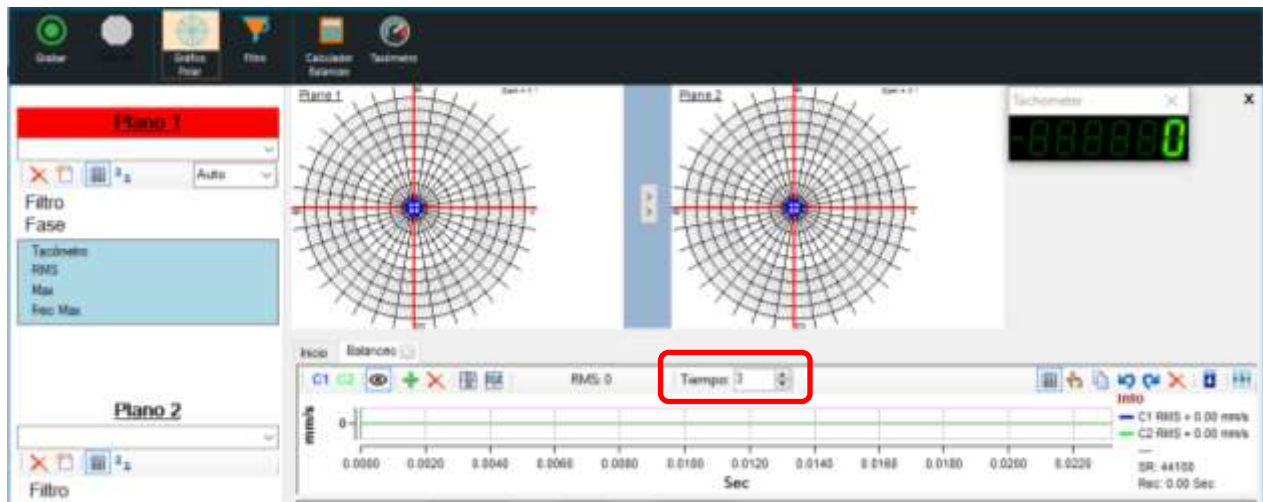 Grabar
Gráfico Polar
Filtro
Calculador Balanceo
Tacómetro
Plano 1
Auto
Filtro
Fase
Tacómetro
RMS
Max
Frec Max
Plano 2
Filtro
Plane 1
Plane 2
Tachometer
X
0
Inicio Balanceo
C1 C2 RMS: 0 Tiempo: 3
mm/s
0
0.0000 0.0020 0.0040 0.0060 0.0080 0.0100 0.0120 0.0140 0.0160 0.0180 0.0200 0.0220
Sec
Info
C1 RMS = 0.00 mm/s
C2 RMS = 0.00 mm/s
SR: 44100
Rec: 0.00 Sec